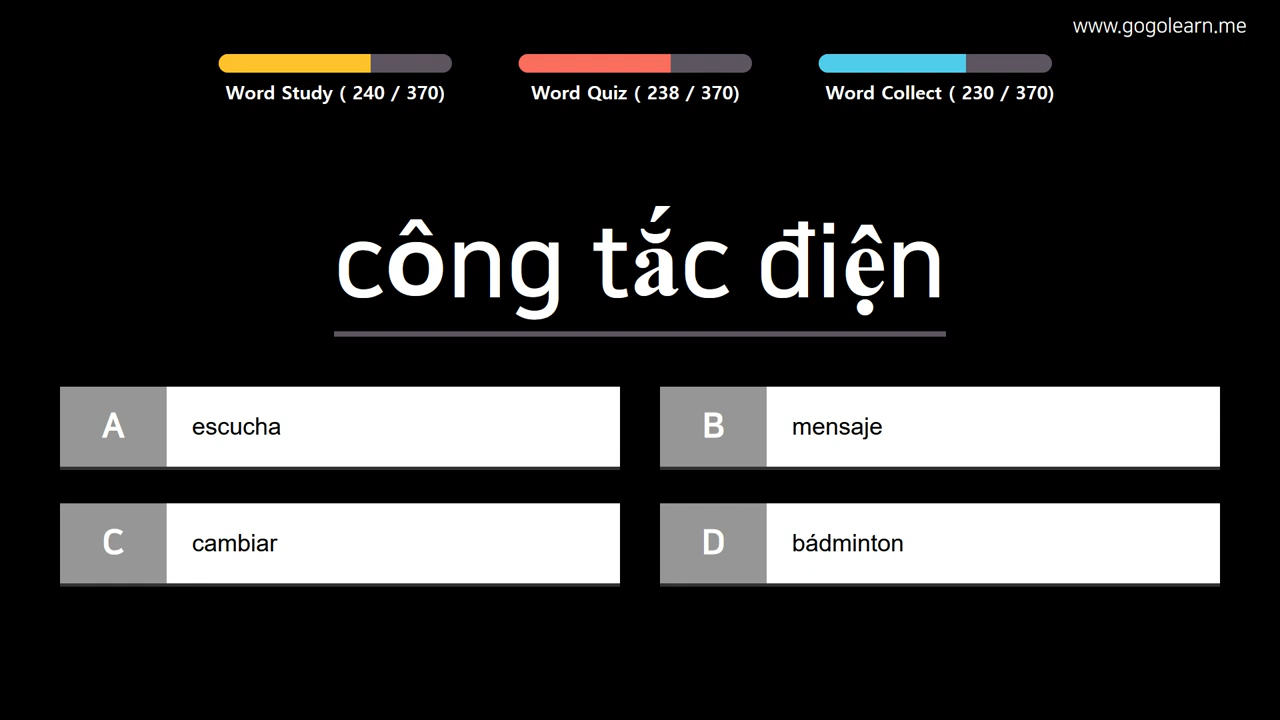 www.gogolearn.me
Word Study ( 240 / 370)
Word Quiz ( 238 / 370)
Word Collect ( 230 / 370)
công tắc điện
A escucha
B mensaje
C cambiar
D bádminton